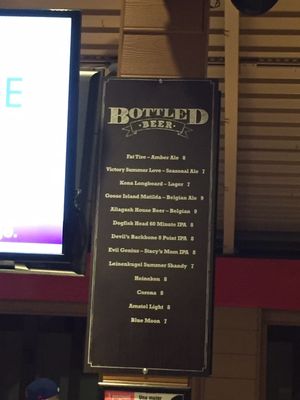 E
BOTTLED
BEER
Fat Tire – Amber Ale 8
Victory Summer Love – Seasonal Ale 7
Kona Longboard – Lager 7
Goose Island Matilda – Belgian Ale 9
Allagash House Beer – Belgian 9
Dogfish Head 60 Minute IPA 8
Devil's Backbone 8 Point IPA 8
Evil Genius – Stacy's Mom IPA 8
Leinenkugel Summer Shandy 7
Heineken 8
Corona 8
Amstel Light 8
Blue Moon 7
Una mujer